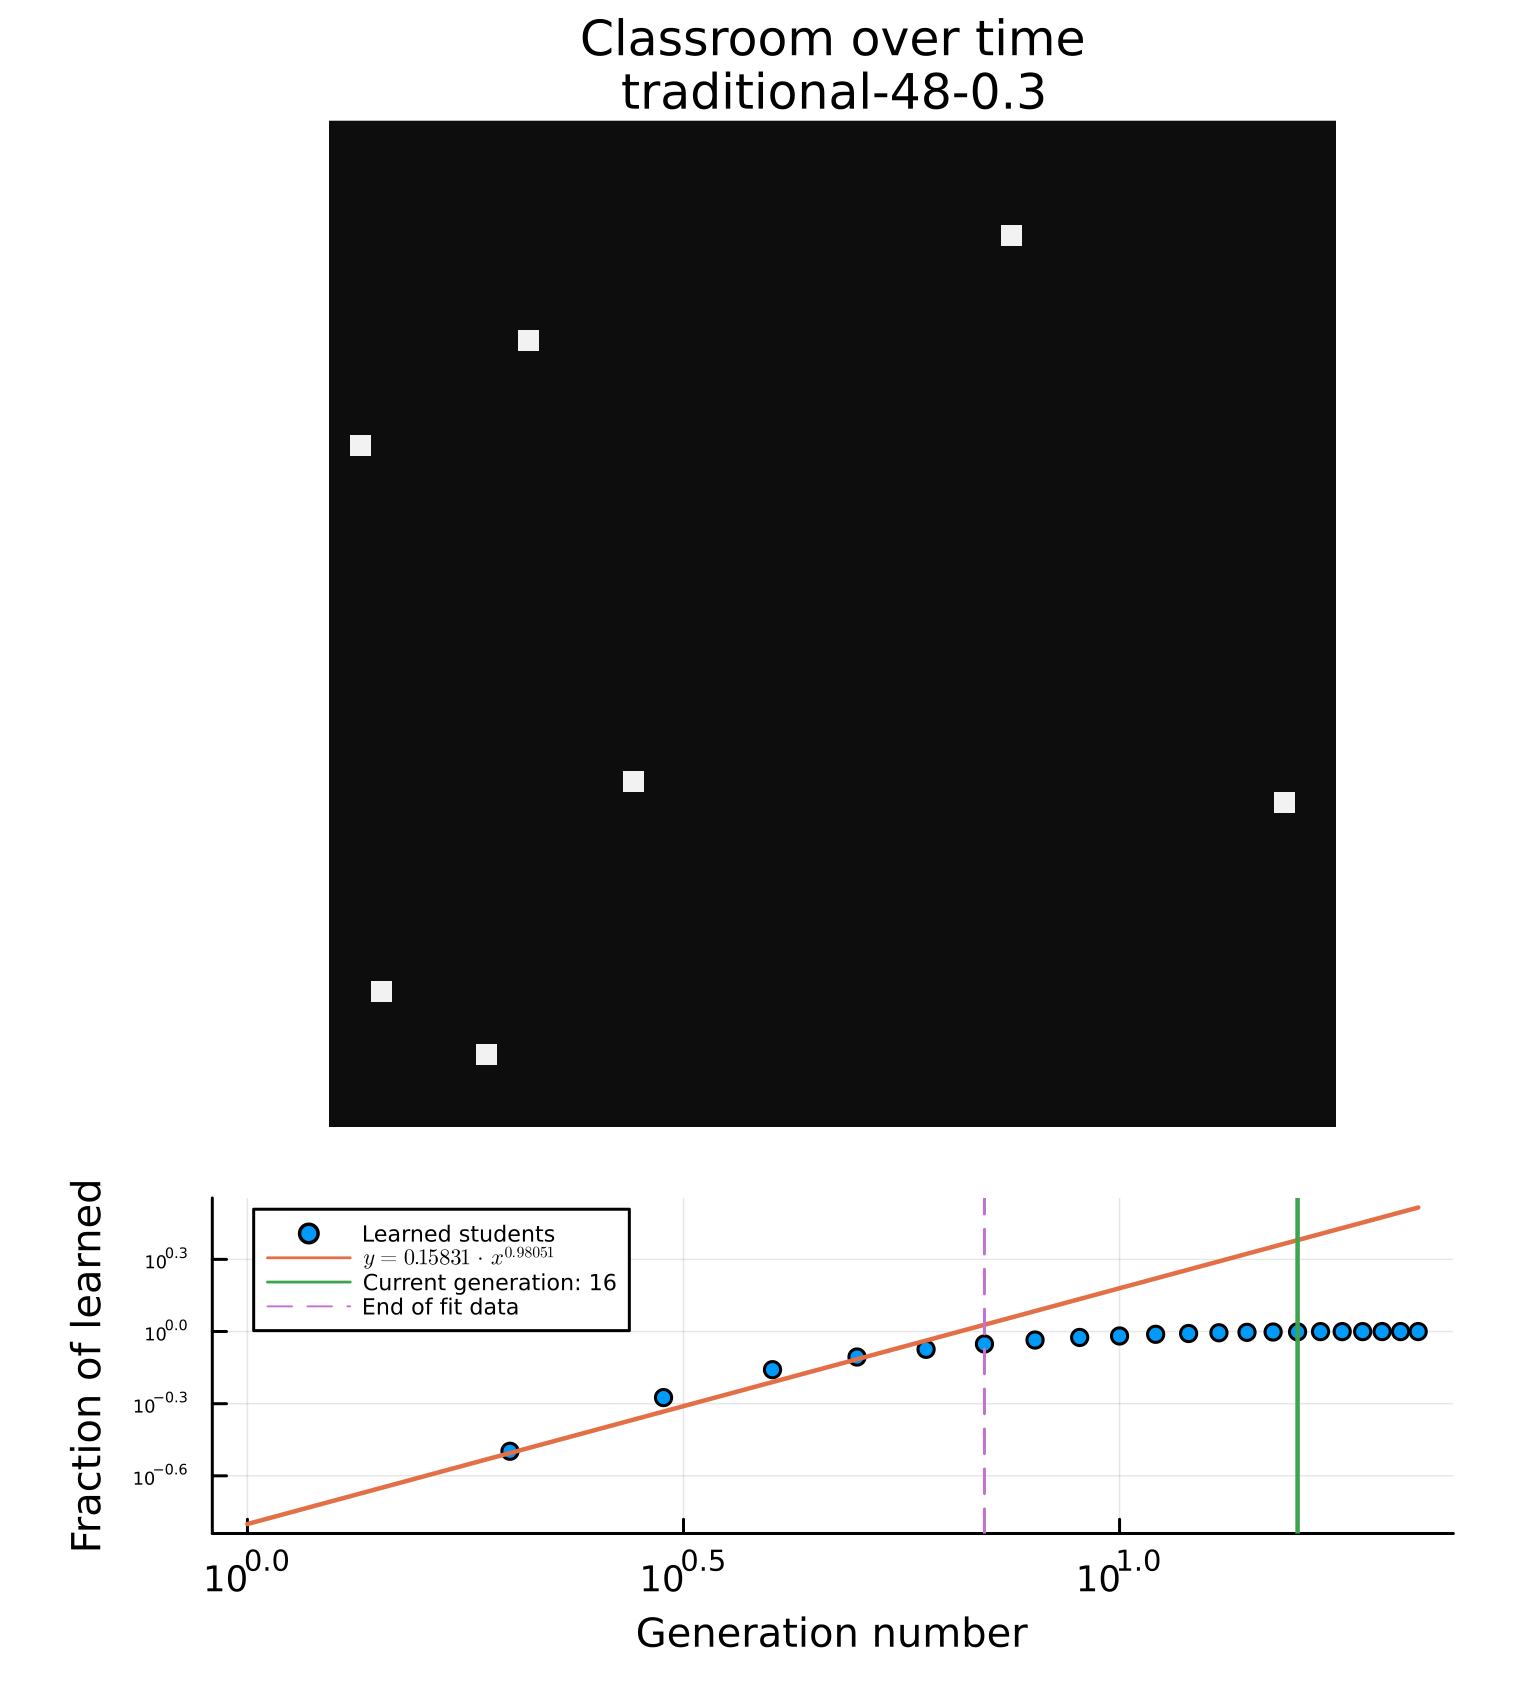 Classroom over time
traditional-48-0.3
Fraction of learned
10^0.3
10^0.0
10^−0.3
10^−0.6
Learned students
y = 0.15831 · x^0.98051
Current generation: 16
End of fit data
10^0.0 10^0.5 10^1.0
Generation number